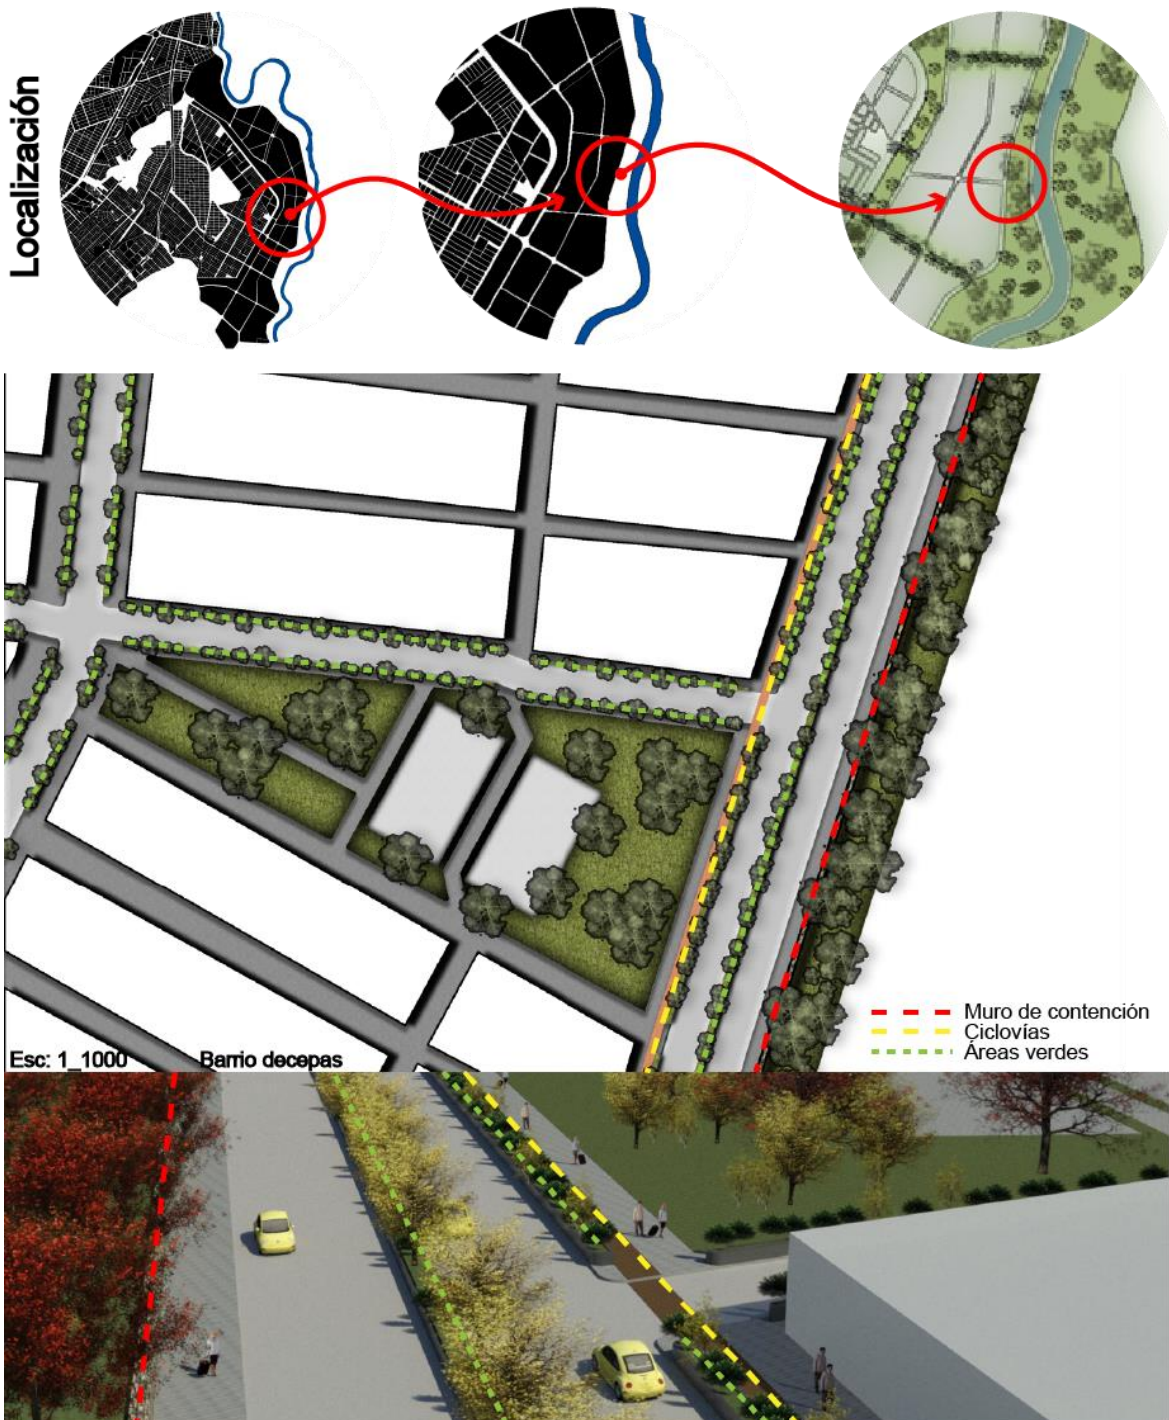 Localización
Muro de contención
Ciclovías
Áreas verdes
Esc: 1_1000 Barrio decepas